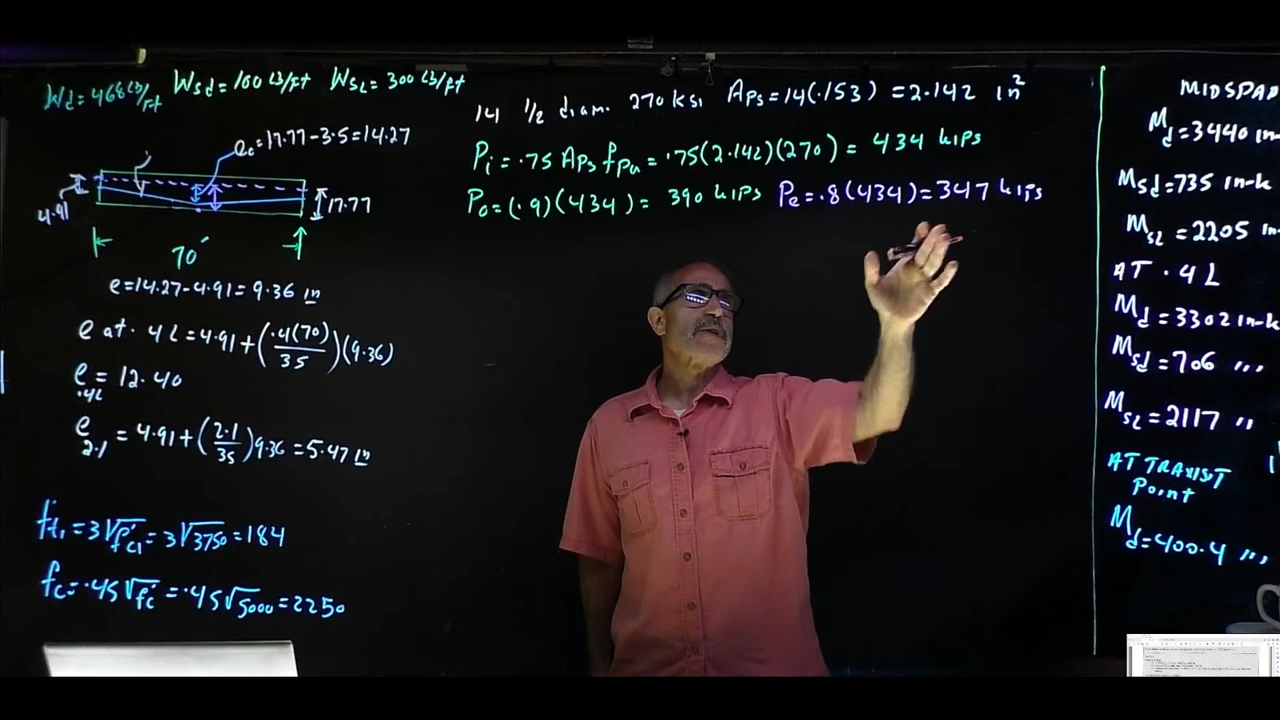 Wd=468 Lb/ft Wsd=100 Lb/ft WSL=300 Lb/ft
ec=17.77-3.5=14.27
4.91
17.77
70'
e=14.27-4.91=9.36 in
e at .4L=4.91+(.4(70)/35)(9.36)
e.4L=12.40
e2.1=4.91+(2.1/35)9.36=5.47 in
fti=3√f'ci=3√3750=184
fc=.45√f'c=.45√5000=2250
14 1/2 diam. 270 ksi Aps=14(.153)=2.142 in²
Pi=.75 Aps fpu=.75(2.142)(270)=434 kips
Po=(.9)(434)=390 kips Pe=.8(434)=347 kips
MIDSPAN
Md=3440 in-k
Msd=735 in-k
MSL=2205 in-
AT .4L
Md=3302 in-k
Msd=706 ,,,
MSL=2117 ,,
AT TRANSIT
Point
Md=400.4 ,,,